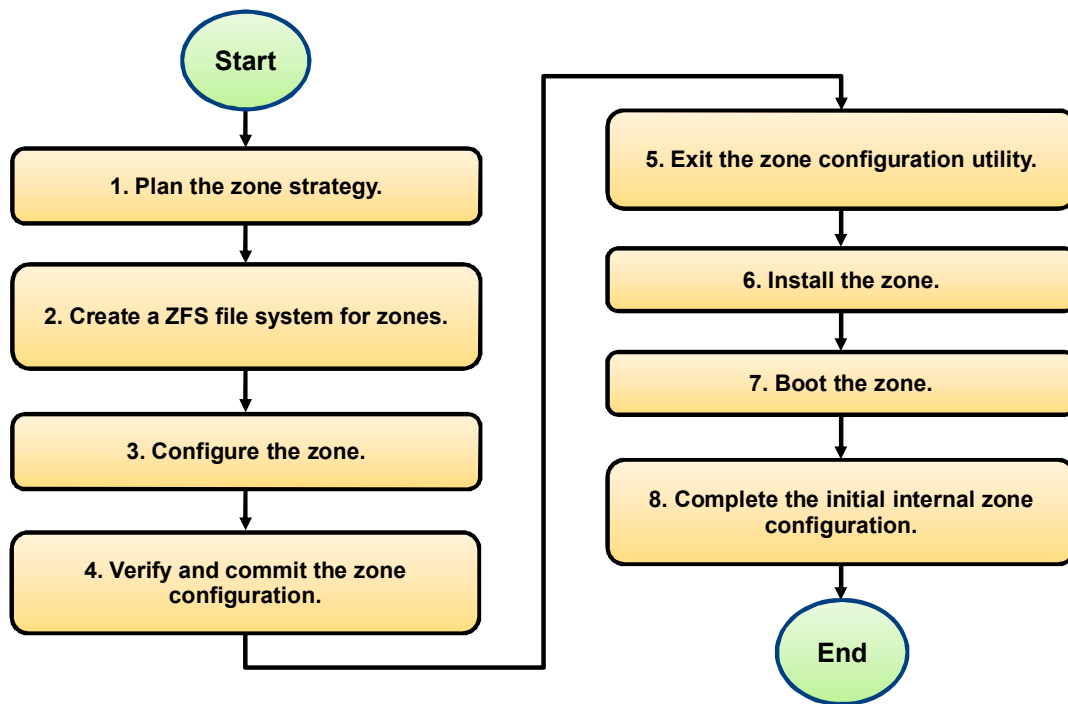 Start
1. Plan the zone strategy.
2. Create a ZFS file system for zones.
3. Configure the zone.
4. Verify and commit the zone
configuration.
5. Exit the zone configuration utility.
6. Install the zone.
7. Boot the zone.
8. Complete the initial internal zone
configuration.
End